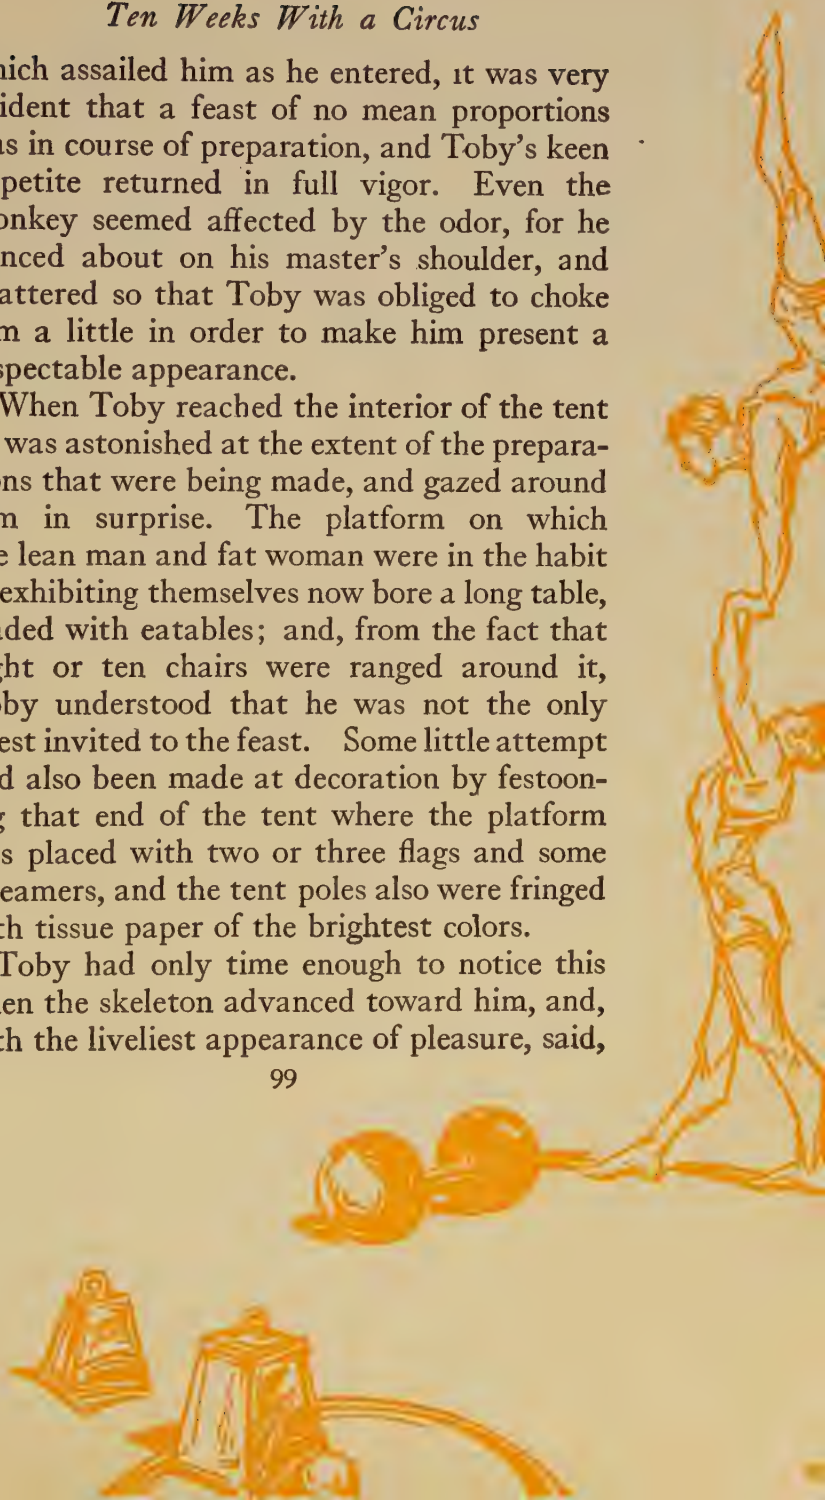 Ten Weeks With a Circus
hich assailed him as he entered, it was very
ident that a feast of no mean proportions
as in course of preparation, and Toby's keen
petite returned in full vigor. Even the
onkey seemed affected by the odor, for he
nced about on his master's shoulder, and
attered so that Toby was obliged to choke
m a little in order to make him present a
spectable appearance.
When Toby reached the interior of the tent
was astonished at the extent of the prepara-
ons that were being made, and gazed around
m in surprise. The platform on which
e lean man and fat woman were in the habit
exhibiting themselves now bore a long table,
aded with eatables; and, from the fact that
ght or ten chairs were ranged around it,
oby understood that he was not the only
est invited to the feast. Some little attempt
d also been made at decoration by festoon-
g that end of the tent where the platform
s placed with two or three flags and some
eamers, and the tent poles also were fringed
th tissue paper of the brightest colors.
Toby had only time enough to notice this
en the skeleton advanced toward him, and,
th the liveliest appearance of pleasure, said,
99